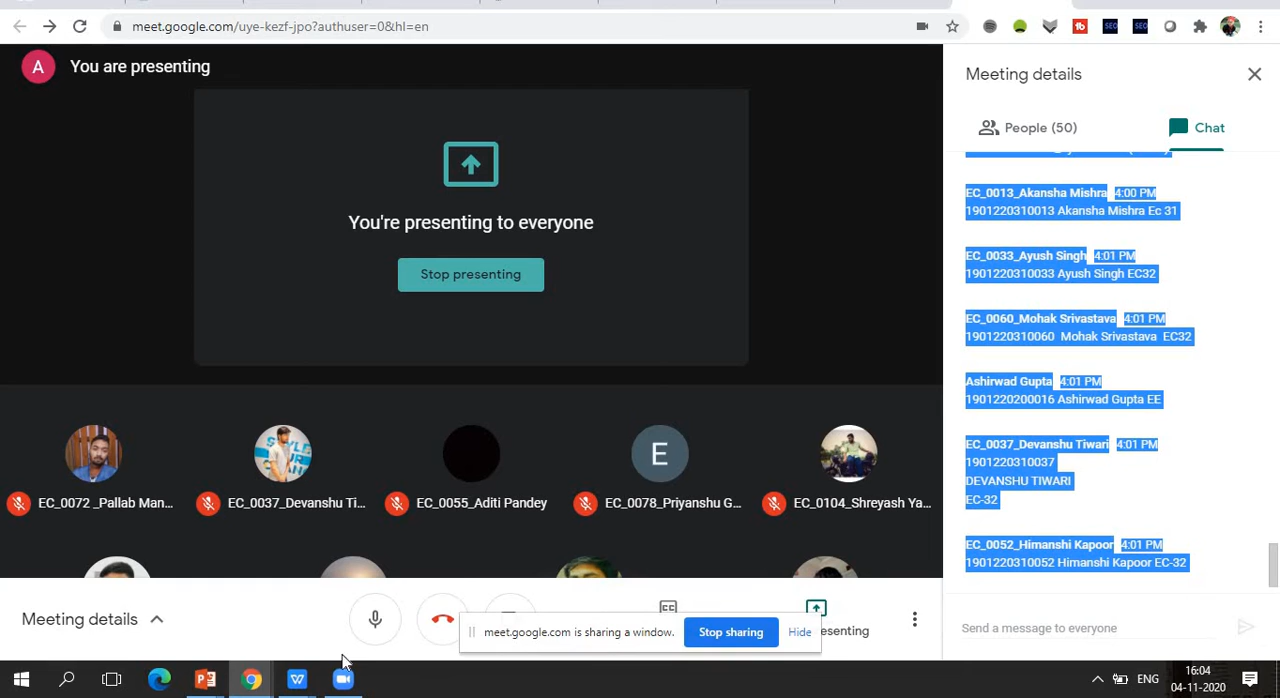 meet.google.com/uye-kezf-jpo?authuser=0&hl=en
A
You are presenting
You're presenting to everyone
Stop presenting
EC_0072 _Pallab Man...
EC_0037_Devanshu Ti...
EC_0055_Aditi Pandey
E
EC_0078_Priyanshu G...
EC_0104_Shreyash Ya...
Meeting details
People (50)
Chat
EC_0013_Akansha Mishra 4:00 PM
1901220310013 Akansha Mishra Ec 31
EC_0033_Ayush Singh 4:01 PM
1901220310033 Ayush Singh EC32
EC_0060_Mohak Srivastava 4:01 PM
1901220310060 Mohak Srivastava EC32
Ashirwad Gupta 4:01 PM
1901220200016 Ashirwad Gupta EE
EC_0037_Devanshu Tiwari 4:01 PM
1901220310037
DEVANSHU TIWARI
EC-32
EC_0052_Himanshi Kapoor 4:01 PM
1901220310052 Himanshi Kapoor EC-32
Send a message to everyone
Meeting details
meet.google.com is sharing a window.
Stop sharing
Hide
esenting
ENG
16:04
04-11-2020